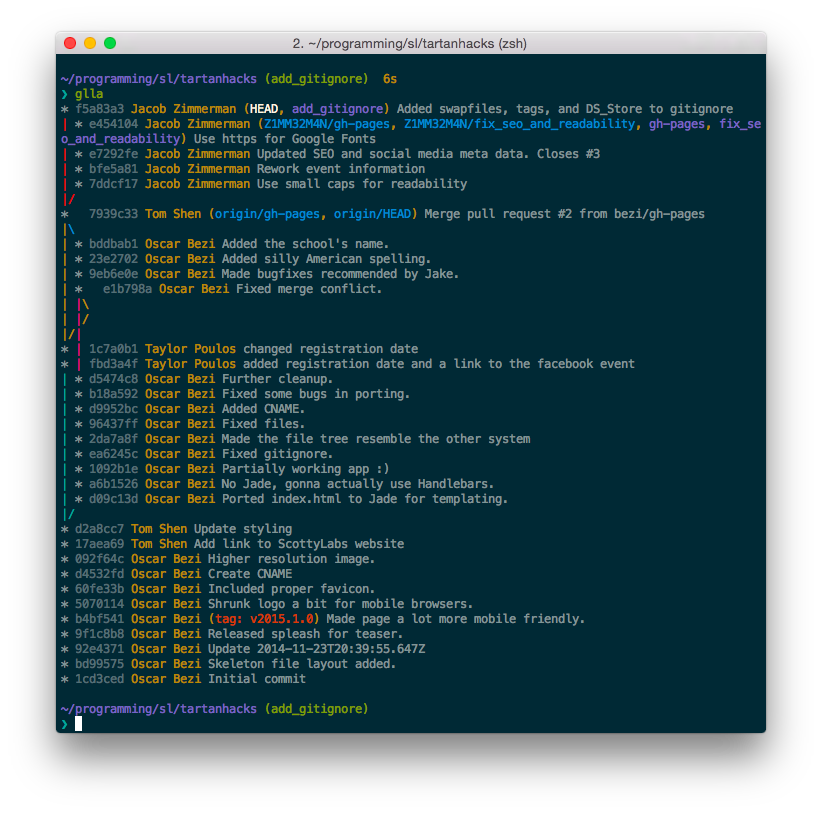 2. ~/programming/sl/tartanhacks (zsh)
~/programming/sl/tartanhacks (add_gitignore)  6s
❯ glla
* f5a83a3 Jacob Zimmerman (HEAD, add_gitignore) Added swapfiles, tags, and DS_Store to gitignore
| * e454104 Jacob Zimmerman (Z1MM32M4N/gh-pages, Z1MM32M4N/fix_seo_and_readability, gh-pages, fix_se
o_and_readability) Use https for Google Fonts
| * e7292fe Jacob Zimmerman Updated SEO and social media meta data. Closes #3
| * bfe5a81 Jacob Zimmerman Rework event information
| * 7ddcf17 Jacob Zimmerman Use small caps for readability
|/
*   7939c33 Tom Shen (origin/gh-pages, origin/HEAD) Merge pull request #2 from bezi/gh-pages
|\
| * bddbab1 Oscar Bezi Added the school's name.
| * 23e2702 Oscar Bezi Added silly American spelling.
| * 9eb6e0e Oscar Bezi Made bugfixes recommended by Jake.
| *   e1b798a Oscar Bezi Fixed merge conflict.
| |\
| |/
|/|
* | 1c7a0b1 Taylor Poulos changed registration date
* | fbd3a4f Taylor Poulos added registration date and a link to the facebook event
| * d5474c8 Oscar Bezi Further cleanup.
| * b18a592 Oscar Bezi Fixed some bugs in porting.
| * d9952bc Oscar Bezi Added CNAME.
| * 96437ff Oscar Bezi Fixed files.
| * 2da7a8f Oscar Bezi Made the file tree resemble the other system
| * ea6245c Oscar Bezi Fixed gitignore.
| * 1092b1e Oscar Bezi Partially working app :)
| * a6b1526 Oscar Bezi No Jade, gonna actually use Handlebars.
| * d09c13d Oscar Bezi Ported index.html to Jade for templating.
|/
* d2a8cc7 Tom Shen Update styling
* 17aea69 Tom Shen Add link to ScottyLabs website
* 092f64c Oscar Bezi Higher resolution image.
* d4532fd Oscar Bezi Create CNAME
* 60fe33b Oscar Bezi Included proper favicon.
* 5070114 Oscar Bezi Shrunk logo a bit for mobile browsers.
* b4bf541 Oscar Bezi (tag: v2015.1.0) Made page a lot more mobile friendly.
* 9f1c8b8 Oscar Bezi Released spleash for teaser.
* 92e4371 Oscar Bezi Update 2014-11-23T20:39:55.647Z
* bd99575 Oscar Bezi Skeleton file layout added.
* 1cd3ced Oscar Bezi Initial commit
~/programming/sl/tartanhacks (add_gitignore)
❯